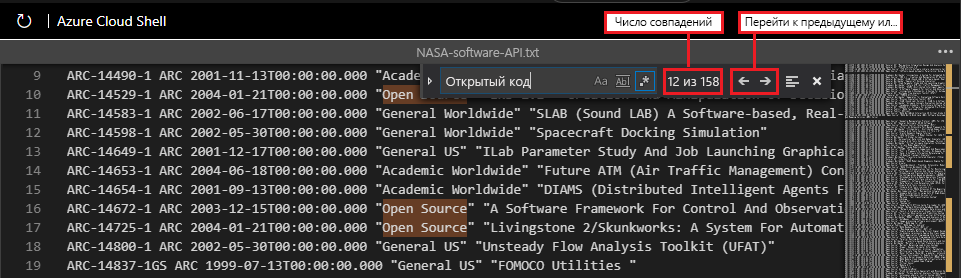 Azure Cloud Shell
Число совпадений
Перейти к предыдущему ил...
NASA-software-API.txt
Открытый код
Aa Abl .*
12 из 158
9 ARC-14490-1 ARC 2001-11-13T00:00:00.000 "Acade
10 ARC-14529-1 ARC 2004-01-21T00:00:00.000 "Open Source"
11 ARC-14583-1 ARC 2002-06-17T00:00:00.000 "General Worldwide" "SLAB (Sound LAB) A Software-based, Real-
12 ARC-14598-1 ARC 2002-05-30T00:00:00.000 "General Worldwide" "Spacecraft Docking Simulation"
13 ARC-14649-1 ARC 2001-12-17T00:00:00.000 "General US" "ILab Parameter Study And Job Launching Graphica
14 ARC-14653-1 ARC 2004-06-18T00:00:00.000 "Academic Worldwide" "Future ATM (Air Traffic Management) Con
15 ARC-14654-1 ARC 2001-09-13T00:00:00.000 "Academic Worldwide" "DIAMS (Distributed Intelligent Agents F
16 ARC-14672-1 ARC 2003-12-15T00:00:00.000 "Open Source" "A Software Framework For Control And Observati
17 ARC-14725-1 ARC 2004-01-21T00:00:00.000 "Open Source" "Livingstone 2/Skunkworks: A System For Automat
18 ARC-14800-1 ARC 2002-05-30T00:00:00.000 "General US" "Unsteady Flow Analysis Toolkit (UFAT)"
19 ARC-14837-1GS ARC 1999-07-13T00:00:00.000 "General US" "FOMOCO Utilities "